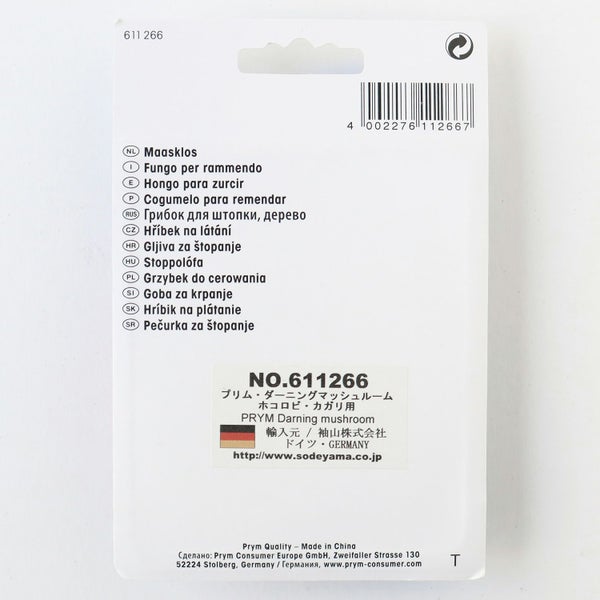 611 266
4 002276 112667
NL Maasklos
I Fungo per rammendo
E Hongo para zurcir
P Cogumelo para remendar
RUS Грибок для штопки, дерево
CZ Hříbek na látání
HR Gljiva za štopanje
HU Stoppolófa
PL Grzybek do cerowania
SI Goba za krpanje
SK Hríbik na plátanie
SR Pečurka za štopanje
NO.611266
プリム・ダーニングマッシュルーム
ホコロビ・カガリ用
PRYM Darning mushroom
輸入元 / 袖山株式会社
ドイツ・GERMANY
http://www.sodeyama.co.jp
Prym Quality – Made in China
Сделано: Prym Consumer Europe GmbH, Zweifaller Strasse 130
52224 Stolberg, Germany / Германия, www.prym-consumer.com
T